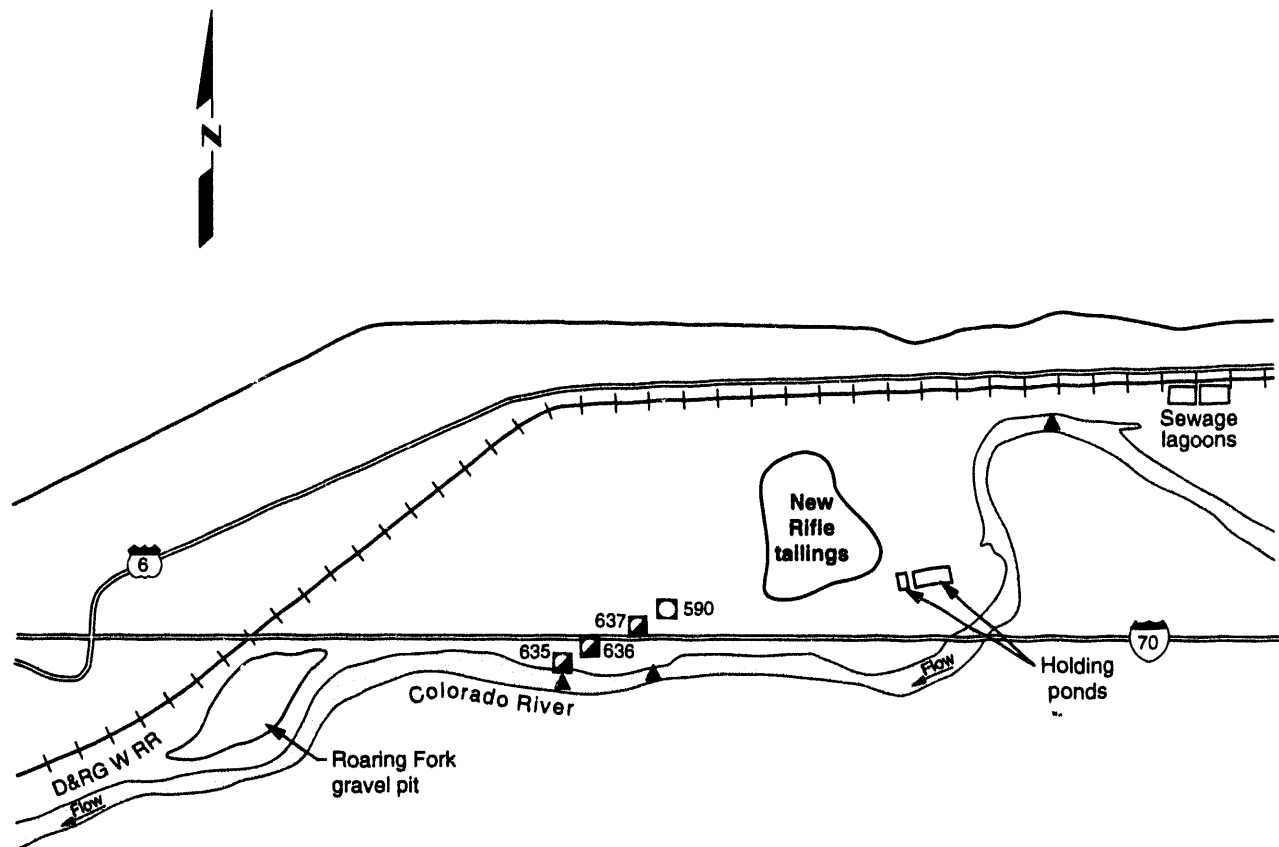 N
Sewage
lagoons
New
Rifle
tailings
6
590
637
636
635
70
Flow
Holding
ponds
Colorado River
D&RG W RR
Roaring Fork
gravel pit
Flow